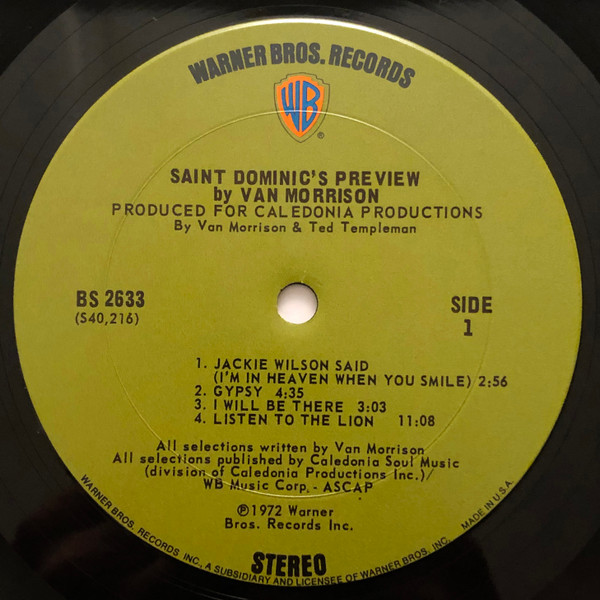 WARNER BROS. RECORDS
WB
®
SAINT DOMINIC'S PREVIEW
by VAN MORRISON
PRODUCED FOR CALEDONIA PRODUCTIONS
By Van Morrison & Ted Templeman
BS 2633
(S40,216)
SIDE
1
1. JACKIE WILSON SAID
(I'M IN HEAVEN WHEN YOU SMILE) 2:56
2. GYPSY 4:35
3. I WILL BE THERE 3:03
4. LISTEN TO THE LION 11:08
All selections written by Van Morrison
All selections published by Caledonia Soul Music
(division of Caledonia Productions Inc.)/
WB Music Corp. - ASCAP
℗1972 Warner
Bros. Records Inc.
STEREO
WARNER BROS. RECORDS INC., A SUBSIDIARY AND LICENSEE OF WARNER BROS. INC. MADE IN U.S.A.